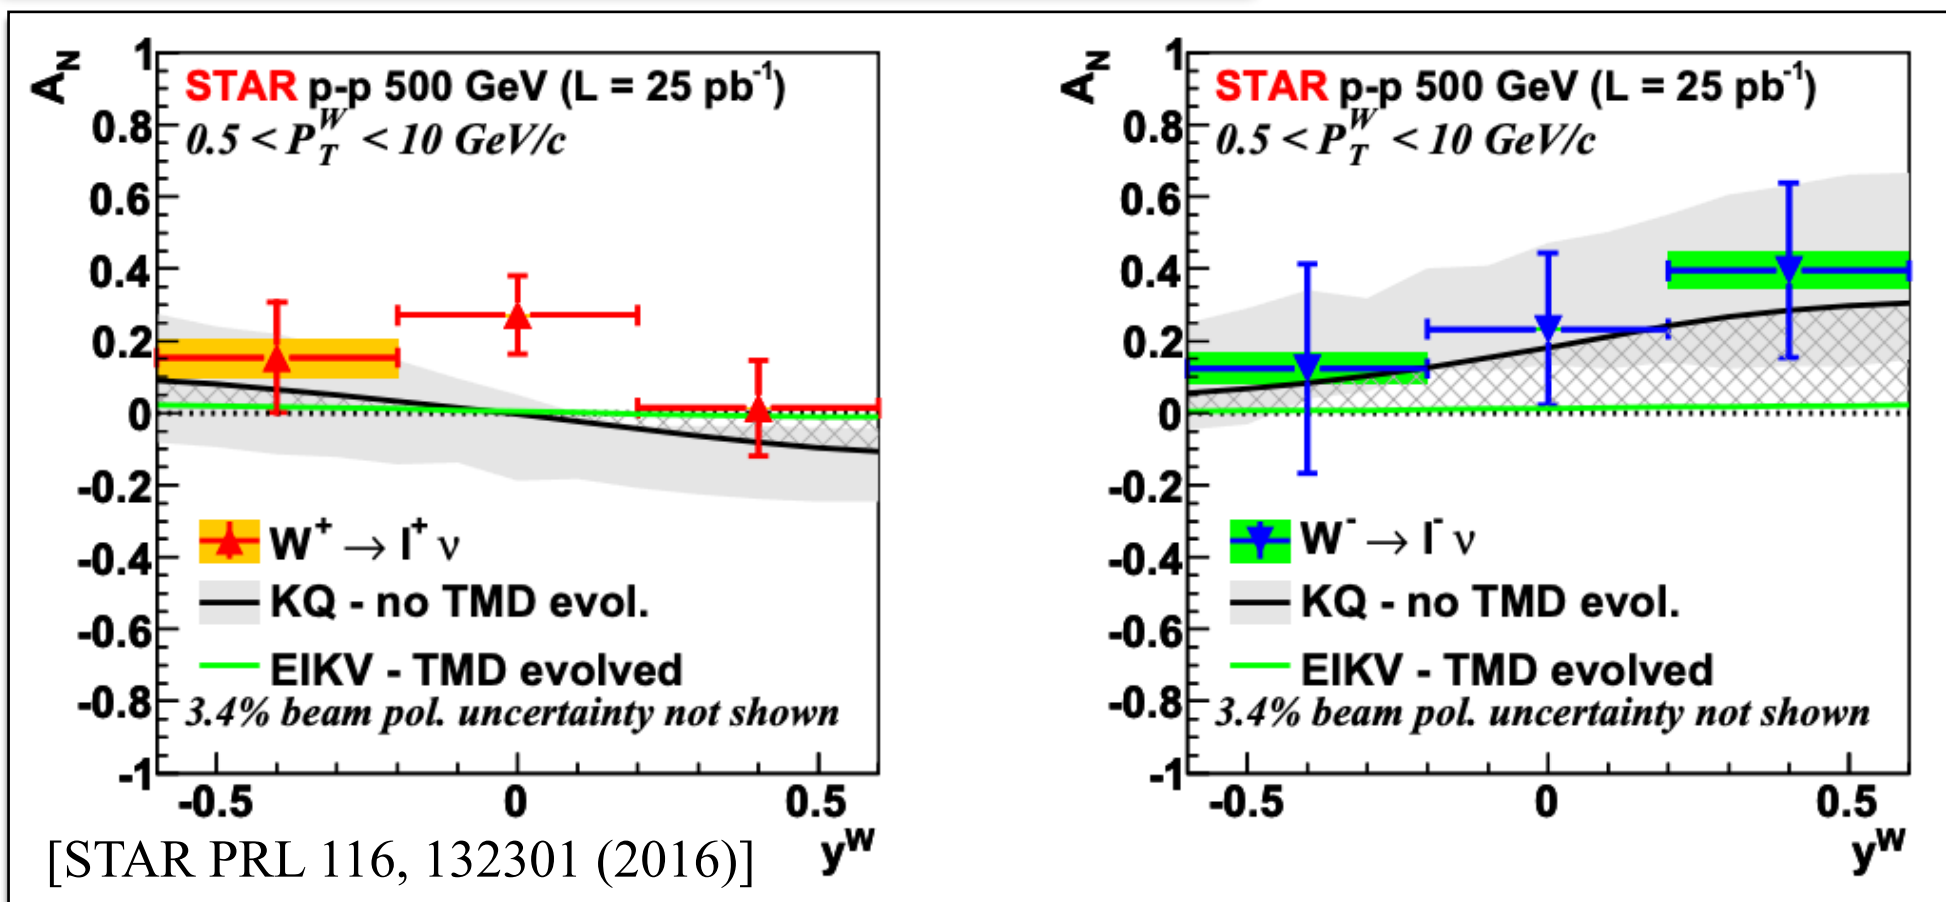 A_N
1
0.8
0.6
0.4
0.2
0
-0.2
-0.4
-0.6
-0.8
-1
STAR p-p 500 GeV (L = 25 pb⁻¹)
0.5 < P_T^W < 10 GeV/c
W⁺ → l⁺ ν
KQ - no TMD evol.
EIKV - TMD evolved
3.4% beam pol. uncertainty not shown
-0.5 0 0.5
y^W
[STAR PRL 116, 132301 (2016)]
A_N
1
0.8
0.6
0.4
0.2
0
-0.2
-0.4
-0.6
-0.8
-1
STAR p-p 500 GeV (L = 25 pb⁻¹)
0.5 < P_T^W < 10 GeV/c
W⁻ → l⁻ ν
KQ - no TMD evol.
EIKV - TMD evolved
3.4% beam pol. uncertainty not shown
-0.5 0 0.5
y^W